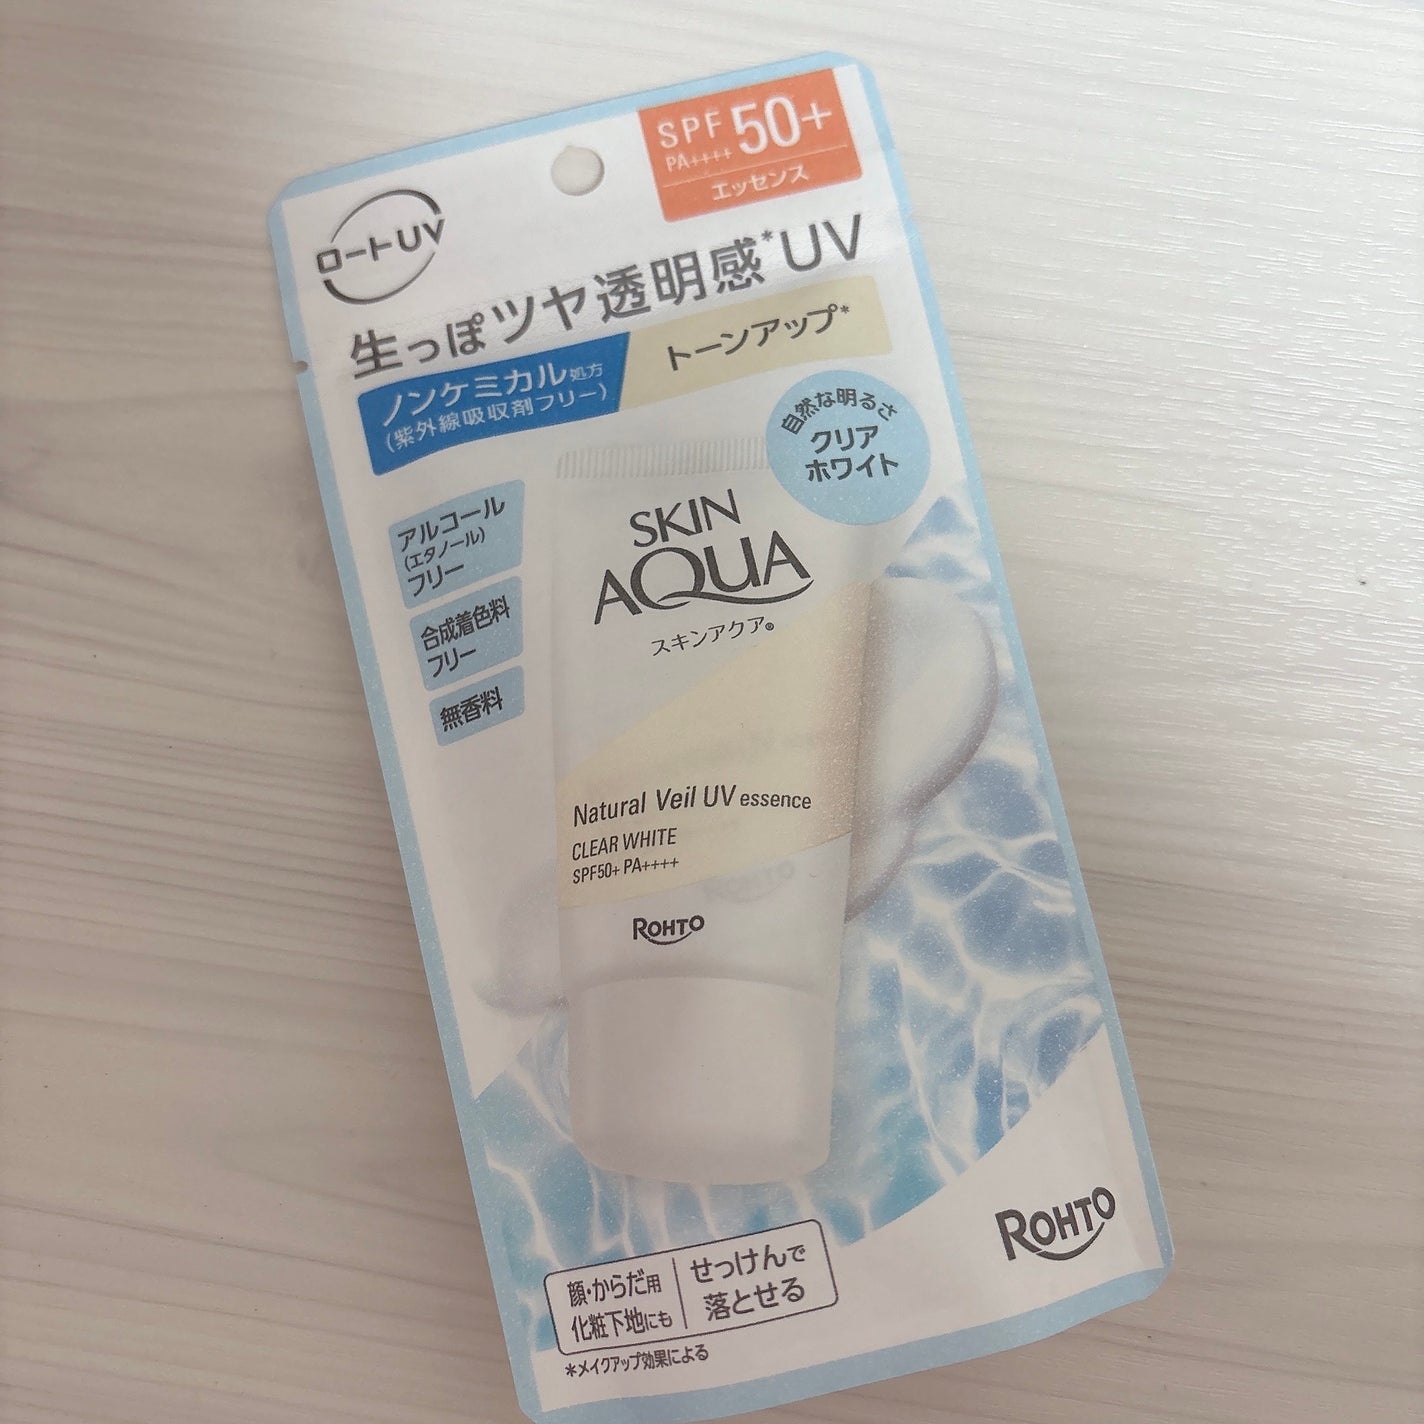 SPF 50+
PA++++
エッセンス
ロートUV
生っぽツヤ透明感*UV
ノンケミカル処方
(紫外線吸収剤フリー)
トーンアップ*
自然な明るさ
クリア
ホワイト
アルコール
(エタノール)
フリー
合成着色料
フリー
無香料
SKIN
AQUA
スキンアクア®
Natural Veil UV essence
CLEAR WHITE
SPF50+ PA++++
ROHTO
ROHTO
顔・からだ用
化粧下地にも
せっけんで
落とせる
*メイクアップ効果による